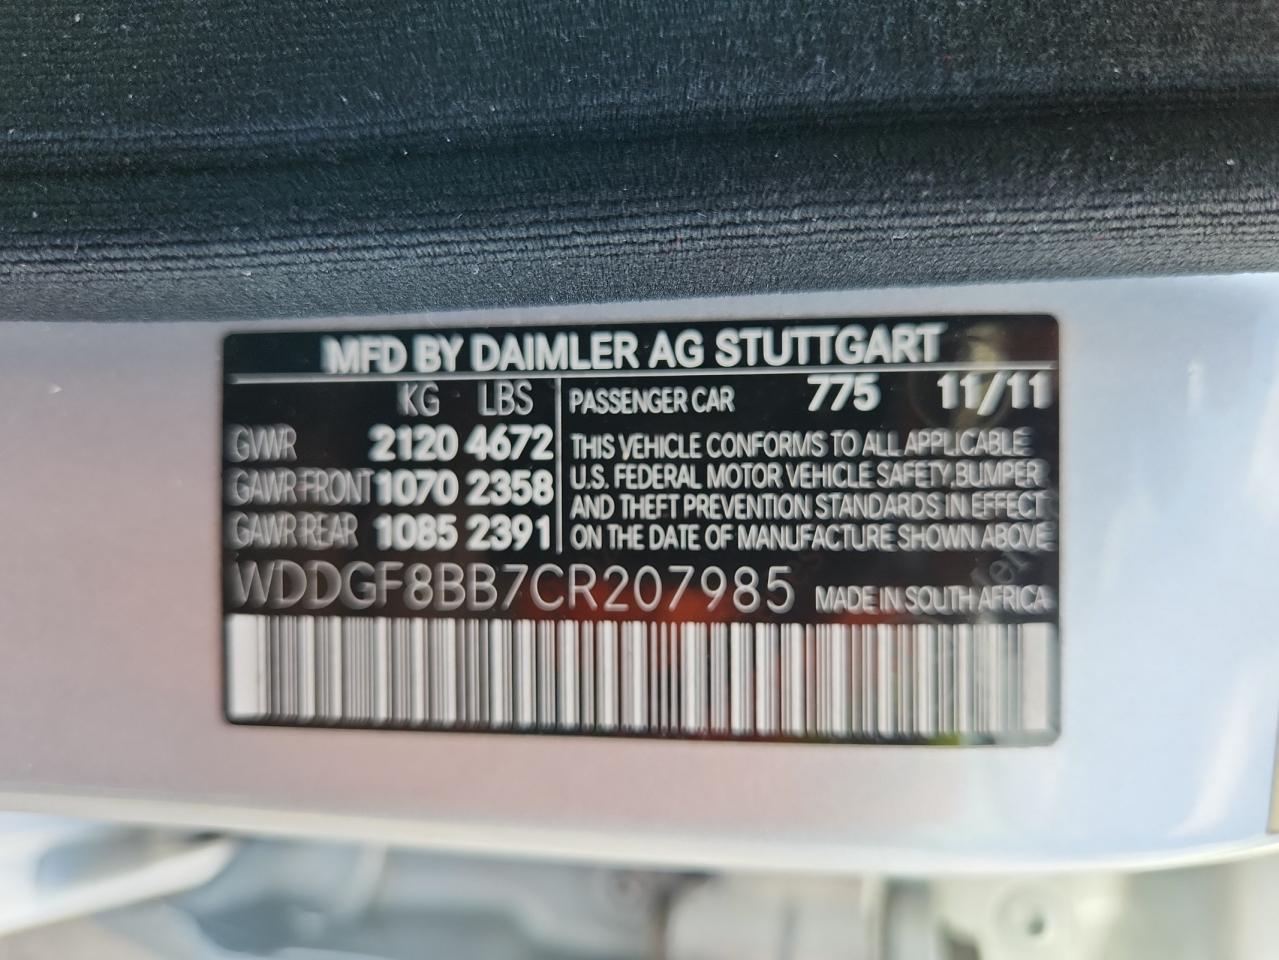 MFD BY DAIMLER AG STUTTGART
KG LBS
GVWR 2120 4672
GAWR FRONT 1070 2358
GAWR REAR 1085 2391
PASSENGER CAR 775 11/11
THIS VEHICLE CONFORMS TO ALL APPLICABLE
U.S. FEDERAL MOTOR VEHICLE SAFETY, BUMPER
AND THEFT PREVENTION STANDARDS IN EFFECT
ON THE DATE OF MANUFACTURE SHOWN ABOVE
WDDGF8BB7CR207985 MADE IN SOUTH AFRICA